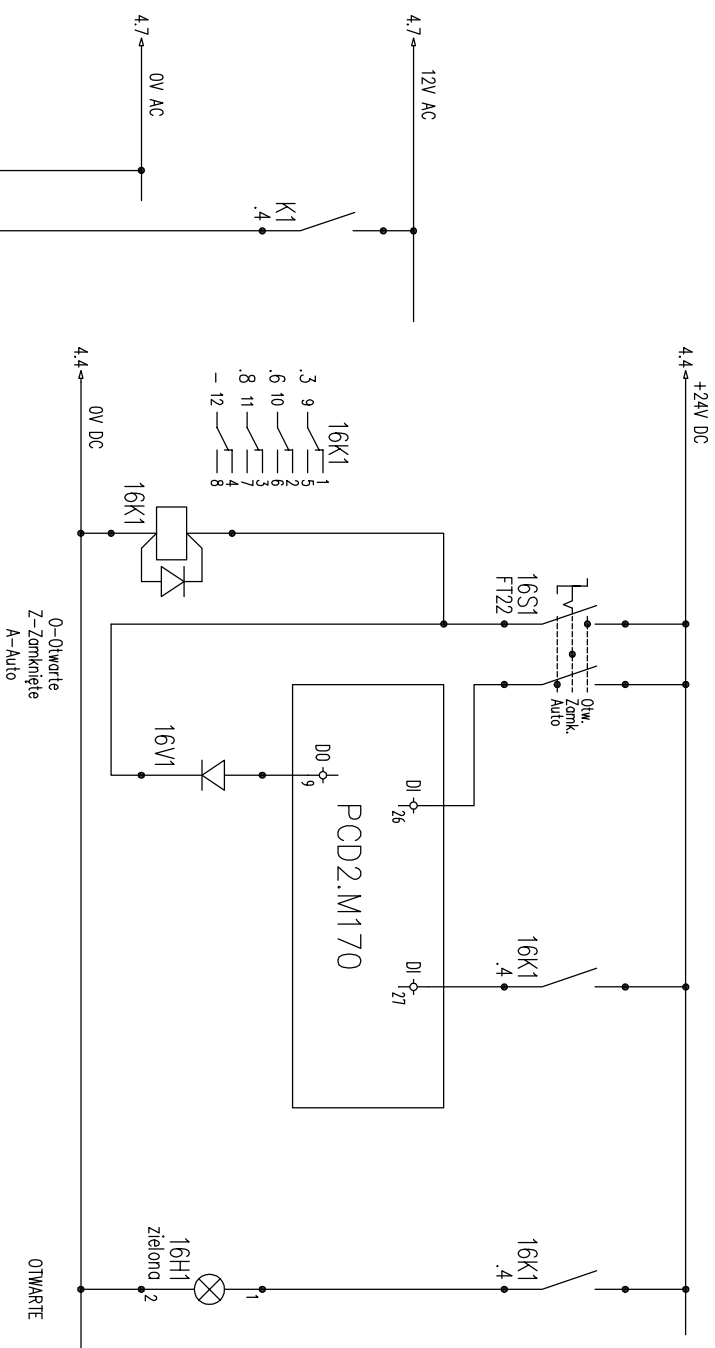 4.7
0V AC
4.7
12V AC
K1
.4
4.4
+24V DC
4.4
0V DC
16K1
.3 9 1
5
.6 10 2
6
.8 11 3
7
- 12 4
8
16K1
16S1
FT22
Otw.
Zamk.
Auto
O-Otwarte
Z-Zamknięte
A-Auto
16V1
DO
9
DI
26
PCD2.M170
DI
27
16K1
.4
16K1
.4
16H1
zielona
1
2
OTWARTE